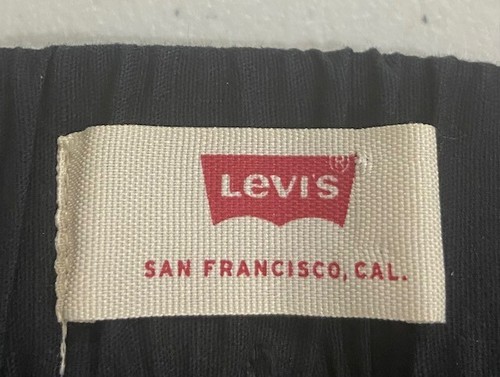 Levi's®
SAN FRANCISCO, CAL.